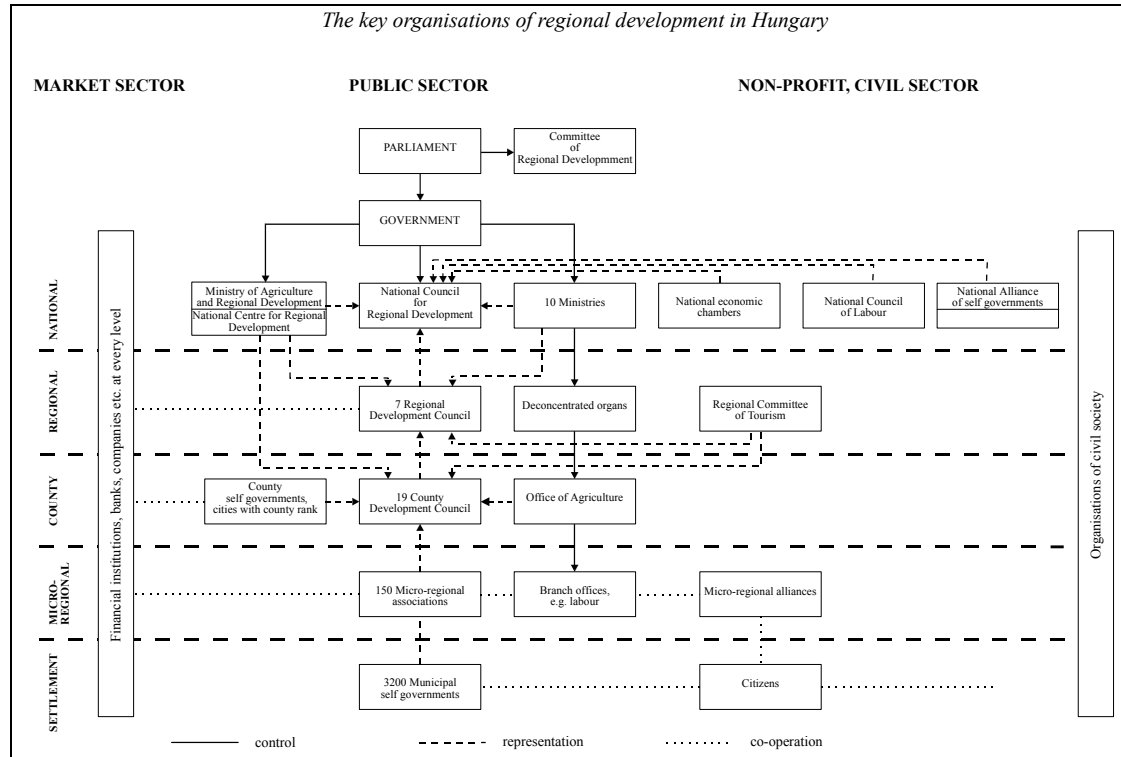 The key organisations of regional development in Hungary
MARKET SECTOR
PUBLIC SECTOR
NON-PROFIT, CIVIL SECTOR
PARLIAMENT
Committee
of
Regional Developmment
GOVERNMENT
NATIONAL
Ministry of Agriculture
and Regional Development
National Centre for Regional
Development
National Council
for
Regional Development
10 Ministries
National economic
chambers
National Council
of Labour
National Alliance
of self governments
REGIONAL
7 Regional
Development Council
Deconcentrated organs
Regional Committee
of Tourism
COUNTY
County
self governments,
cities with county rank
19 County
Development Council
Office of Agriculture
MICRO-
REGIONAL
150 Micro-regional
associations
Branch offices,
e.g. labour
Micro-regional alliances
SETTLEMENT
3200 Municipal
self governments
Citizens
Financial institutions, banks, companies etc. at every level
Organisations of civil society
control
representation
co-operation